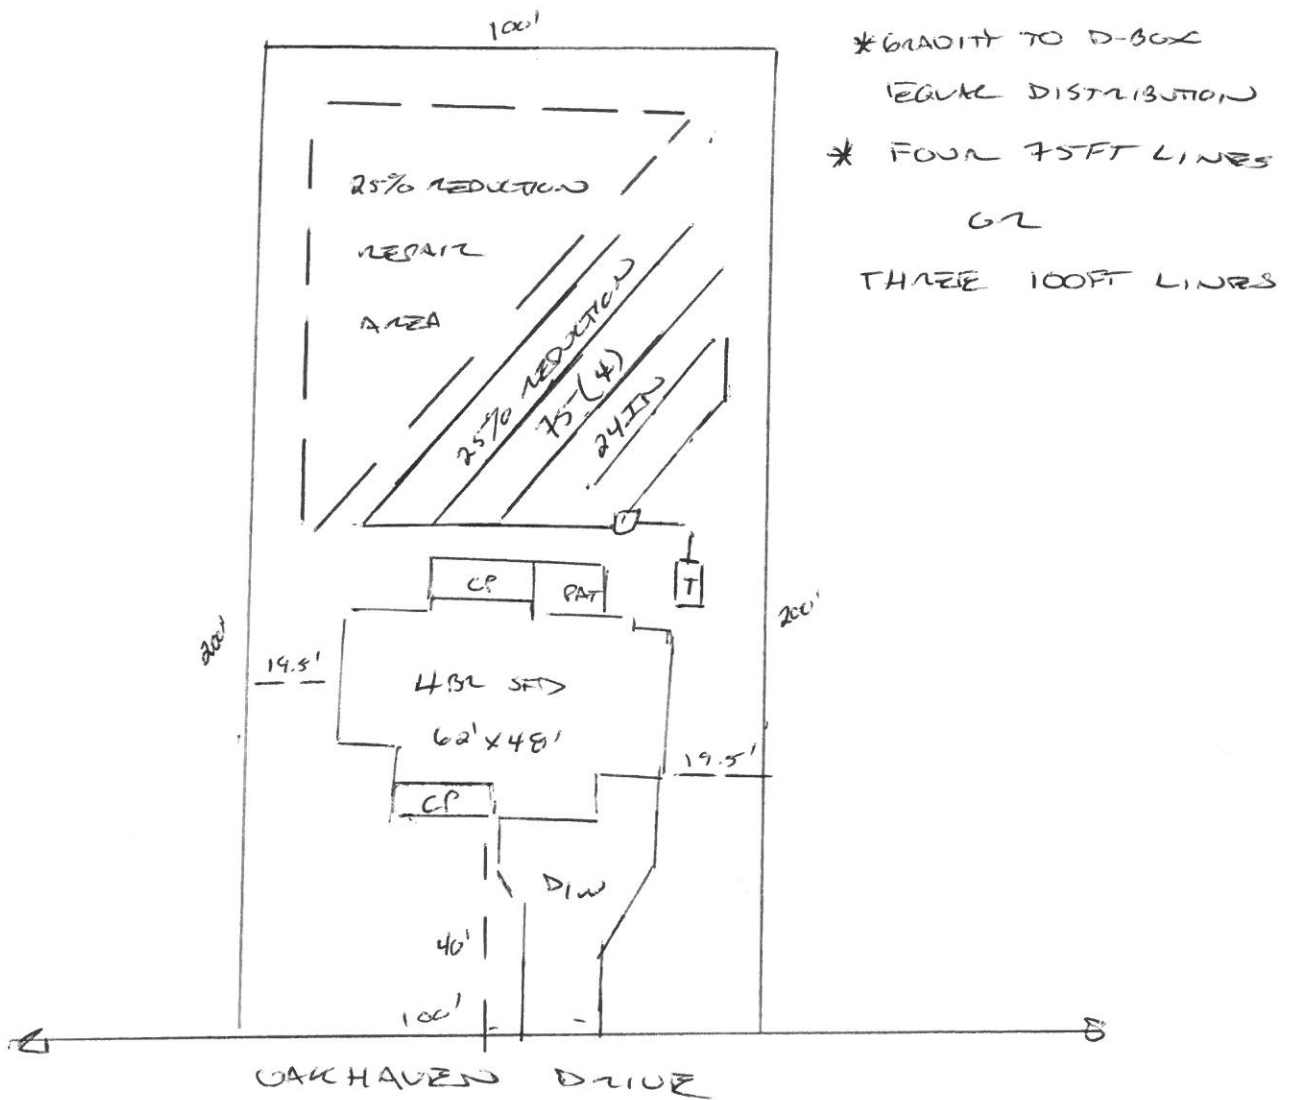 100'
* GRAVITY TO D-BOX
EQUAL DISTRIBUTION
* FOUR 75FT LINES
OR
THREE 100FT LINES
25% REDUCTION
REPAIR
AREA
25% REDUCTION
75 (4)
24IN
CP
PAT
T
200'
200'
19.5'
4BR SFD
62' X 48'
19.5'
CP
D/W
40'
100'
OAKHAVEN DRIVE